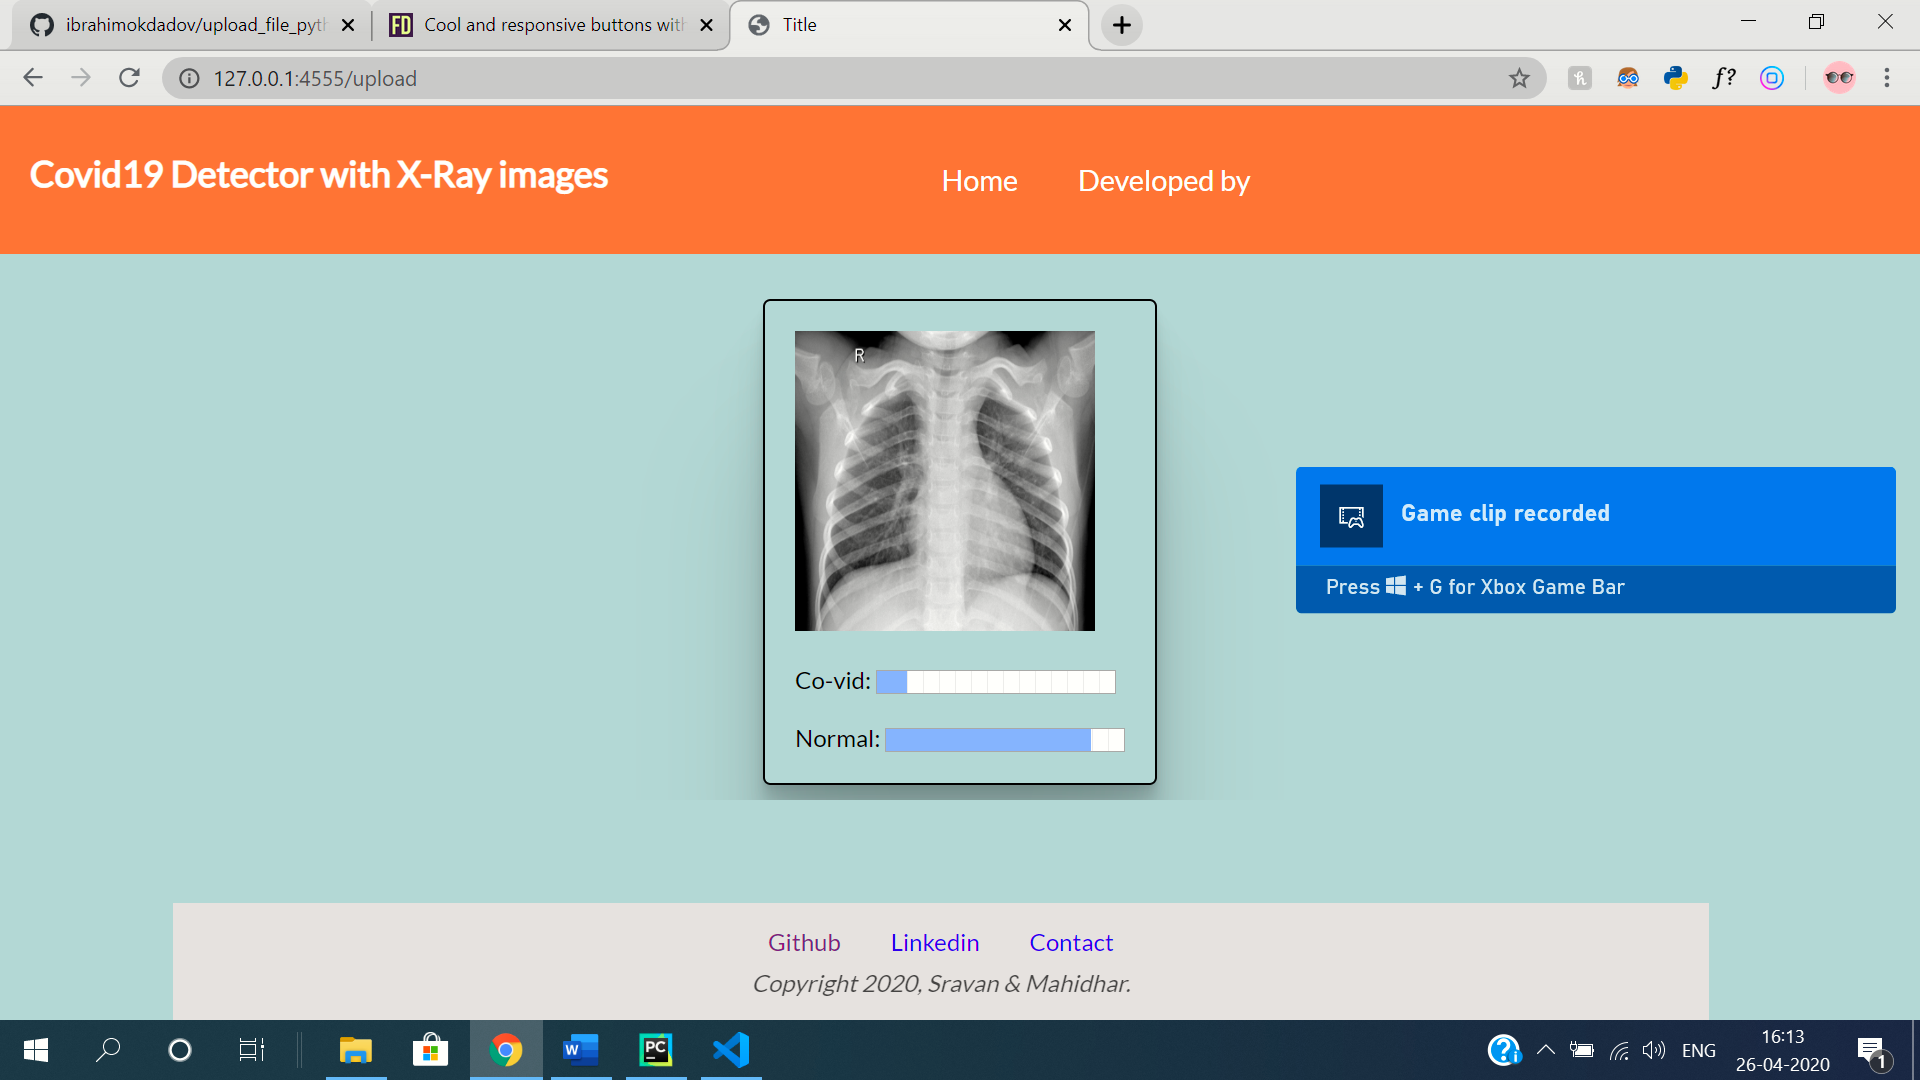 ibrahimokdadov/upload_file_pyth
Cool and responsive buttons with
Title
127.0.0.1:4555/upload
f?
Covid19 Detector with X-Ray images
Home
Developed by
R
Game clip recorded
Press + G for Xbox Game Bar
Co-vid:
Normal:
Github
Linkedin
Contact
Copyright 2020, Sravan & Mahidhar.
ENG
16:13
26-04-2020
1